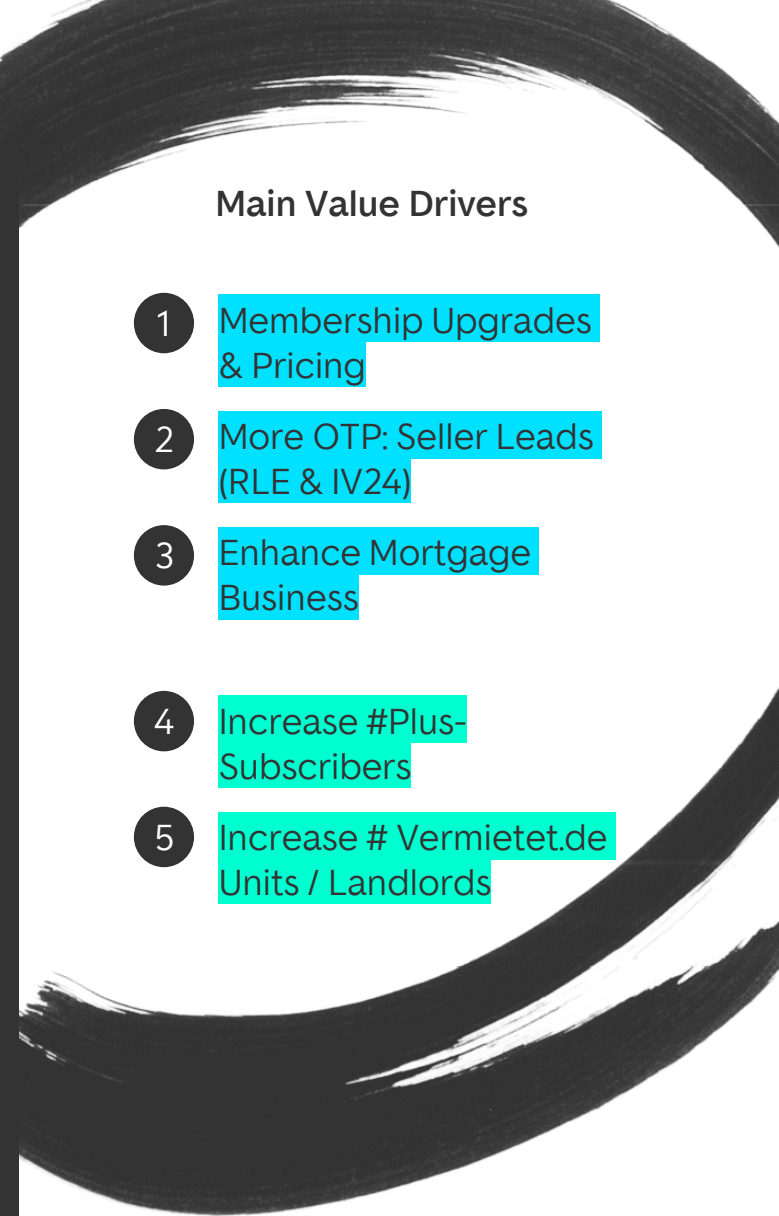 Main Value Drivers
1 Membership Upgrades
& Pricing
2 More OTP: Seller Leads
(RLE & IV24)
3 Enhance Mortgage
Business
4 Increase #Plus-
Subscribers
5 Increase # Vermietet.de
Units / Landlords